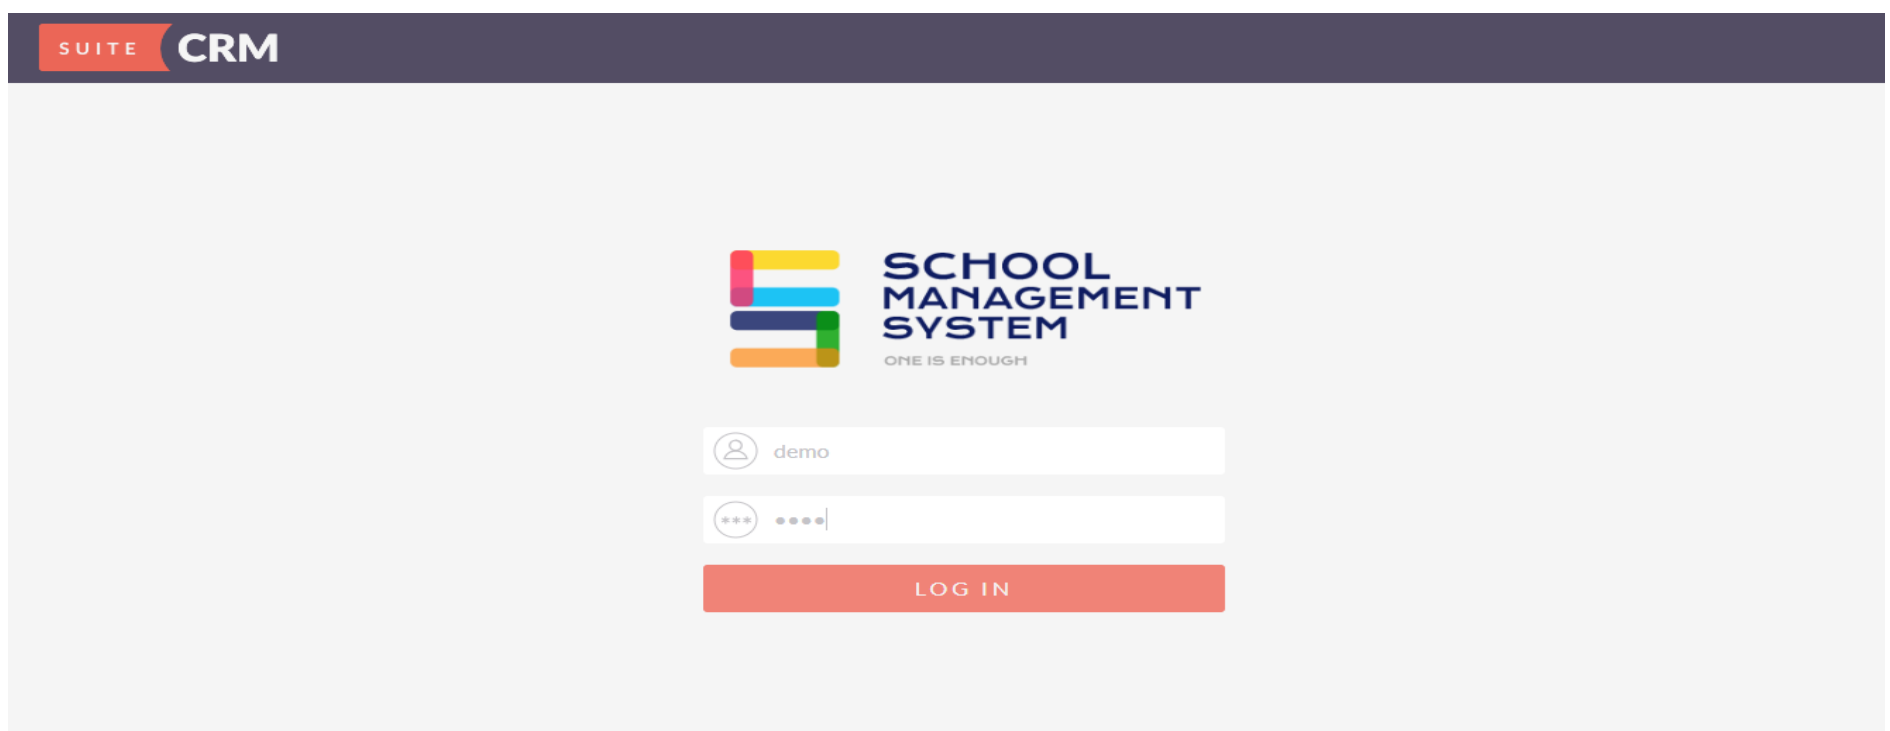 SUITE CRM
SCHOOL
MANAGEMENT
SYSTEM
ONE IS ENOUGH
demo
*** ••••
LOG IN